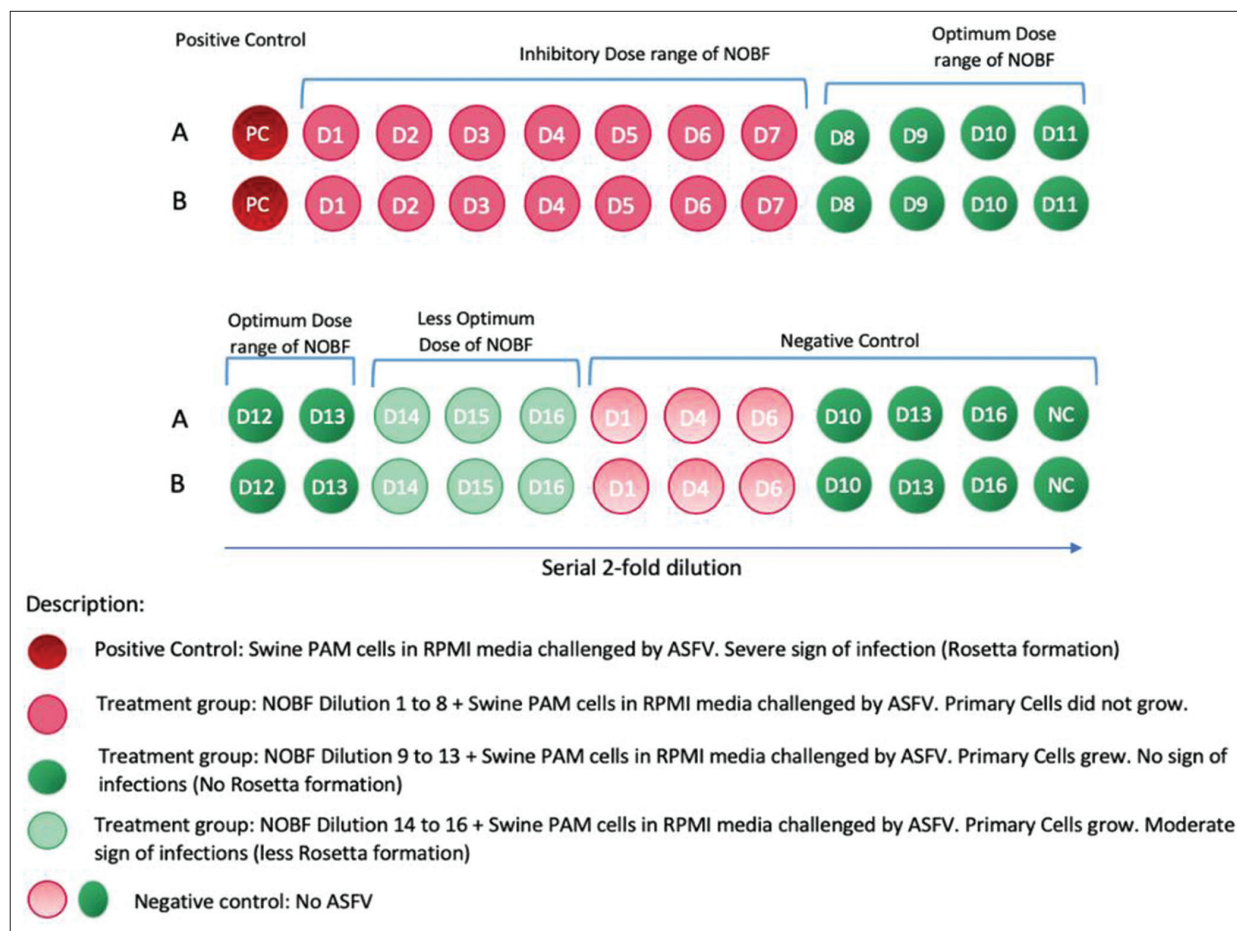 Positive Control
Inhibitory Dose range of NOBF
Optimum Dose
range of NOBF
A PC D1 D2 D3 D4 D5 D6 D7 D8 D9 D10 D11
B PC D1 D2 D3 D4 D5 D6 D7 D8 D9 D10 D11
Optimum Dose
range of NOBF
Less Optimum
Dose of NOBF
Negative Control
A D12 D13 D14 D15 D16 D1 D4 D6 D10 D13 D16 NC
B D12 D13 D14 D15 D16 D1 D4 D6 D10 D13 D16 NC
Serial 2-fold dilution
Description:
Positive Control: Swine PAM cells in RPMI media challenged by ASFV. Severe sign of infection (Rosetta formation)
Treatment group: NOBF Dilution 1 to 8 + Swine PAM cells in RPMI media challenged by ASFV. Primary Cells did not grow.
Treatment group: NOBF Dilution 9 to 13 + Swine PAM cells in RPMI media challenged by ASFV. Primary Cells grew. No sign of
infections (No Rosetta formation)
Treatment group: NOBF Dilution 14 to 16 + Swine PAM cells in RPMI media challenged by ASFV. Primary Cells grow. Moderate
sign of infections (less Rosetta formation)
Negative control: No ASFV